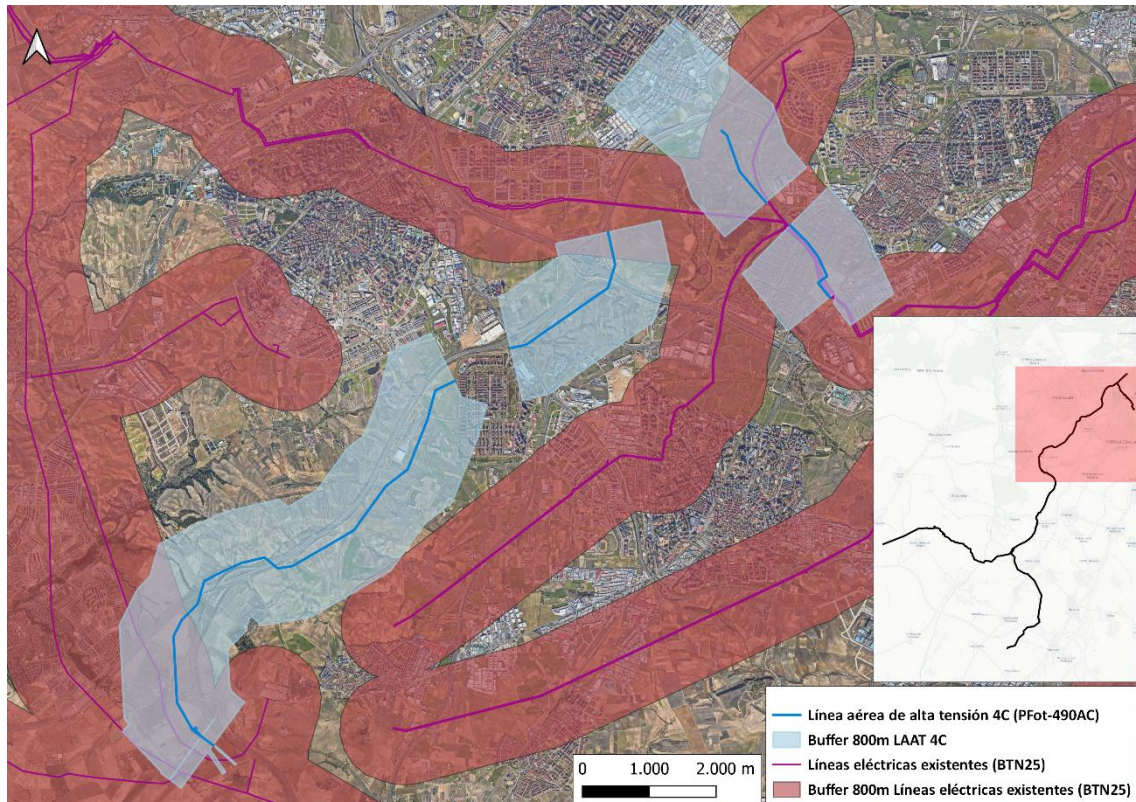 0 1.000 2.000 m
Línea aérea de alta tensión 4C (PFot-490AC)
Buffer 800m LAAT 4C
Líneas eléctricas existentes (BTN25)
Buffer 800m Líneas eléctricas existentes (BTN25)